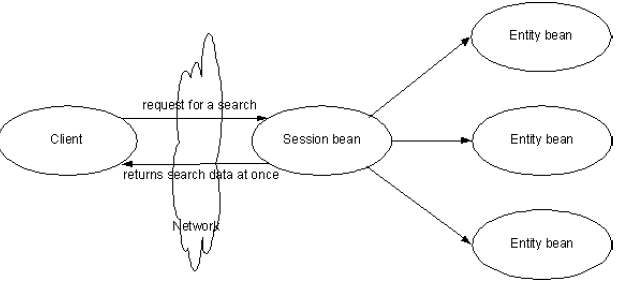 Entity bean
request for a search
Client
Session bean
Entity bean
returns search data at once
Network
Entity bean